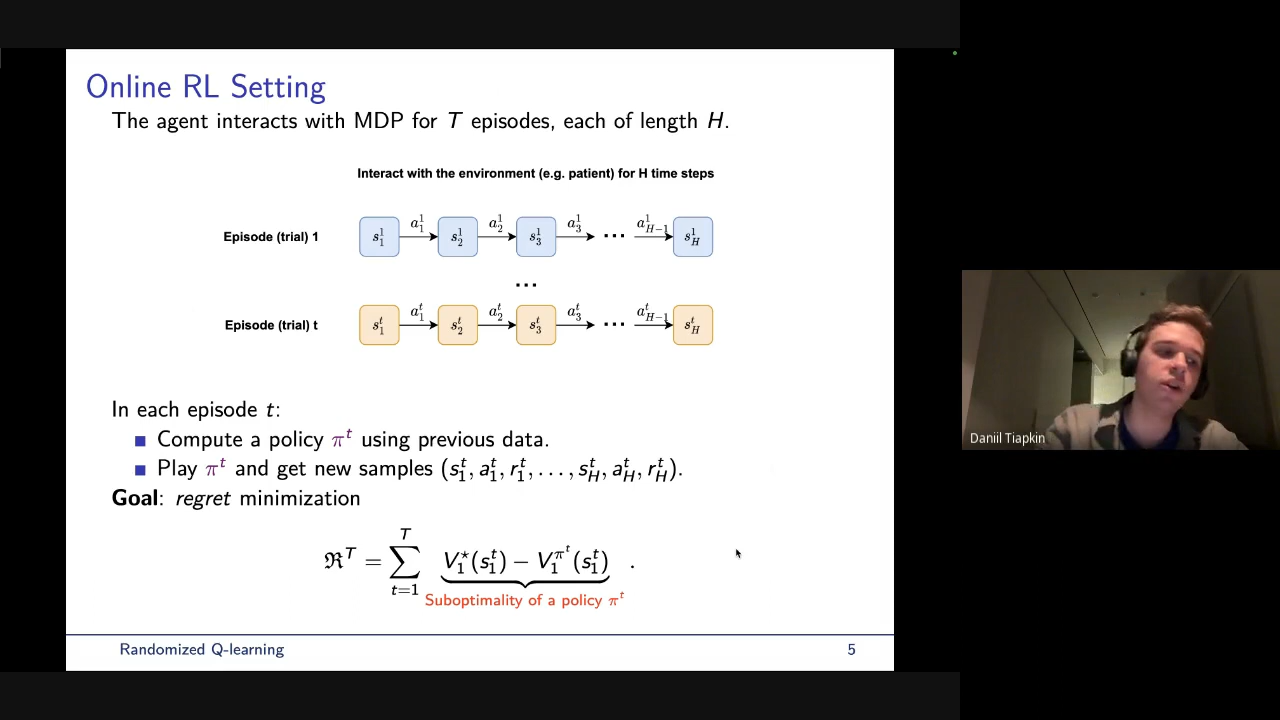 Online RL Setting
The agent interacts with MDP for T episodes, each of length H.
Interact with the environment (e.g. patient) for H time steps
Episode (trial) 1
s_1^1 a_1^1 s_2^1 a_2^1 s_3^1 a_3^1 ... a_{H-1}^1 s_H^1
...
Episode (trial) t
s_1^t a_1^t s_2^t a_2^t s_3^t a_3^t ... a_{H-1}^t s_H^t
In each episode t:
■ Compute a policy π^t using previous data.
■ Play π^t and get new samples (s_1^t, a_1^t, r_1^t, ..., s_H^t, a_H^t, r_H^t).
Goal: regret minimization
ℜ^T = ∑_{t=1}^T V_1^⋆(s_1^t) − V_1^{π^t}(s_1^t) .
Suboptimality of a policy π^t
Randomized Q-learning 5
Daniil Tiapkin